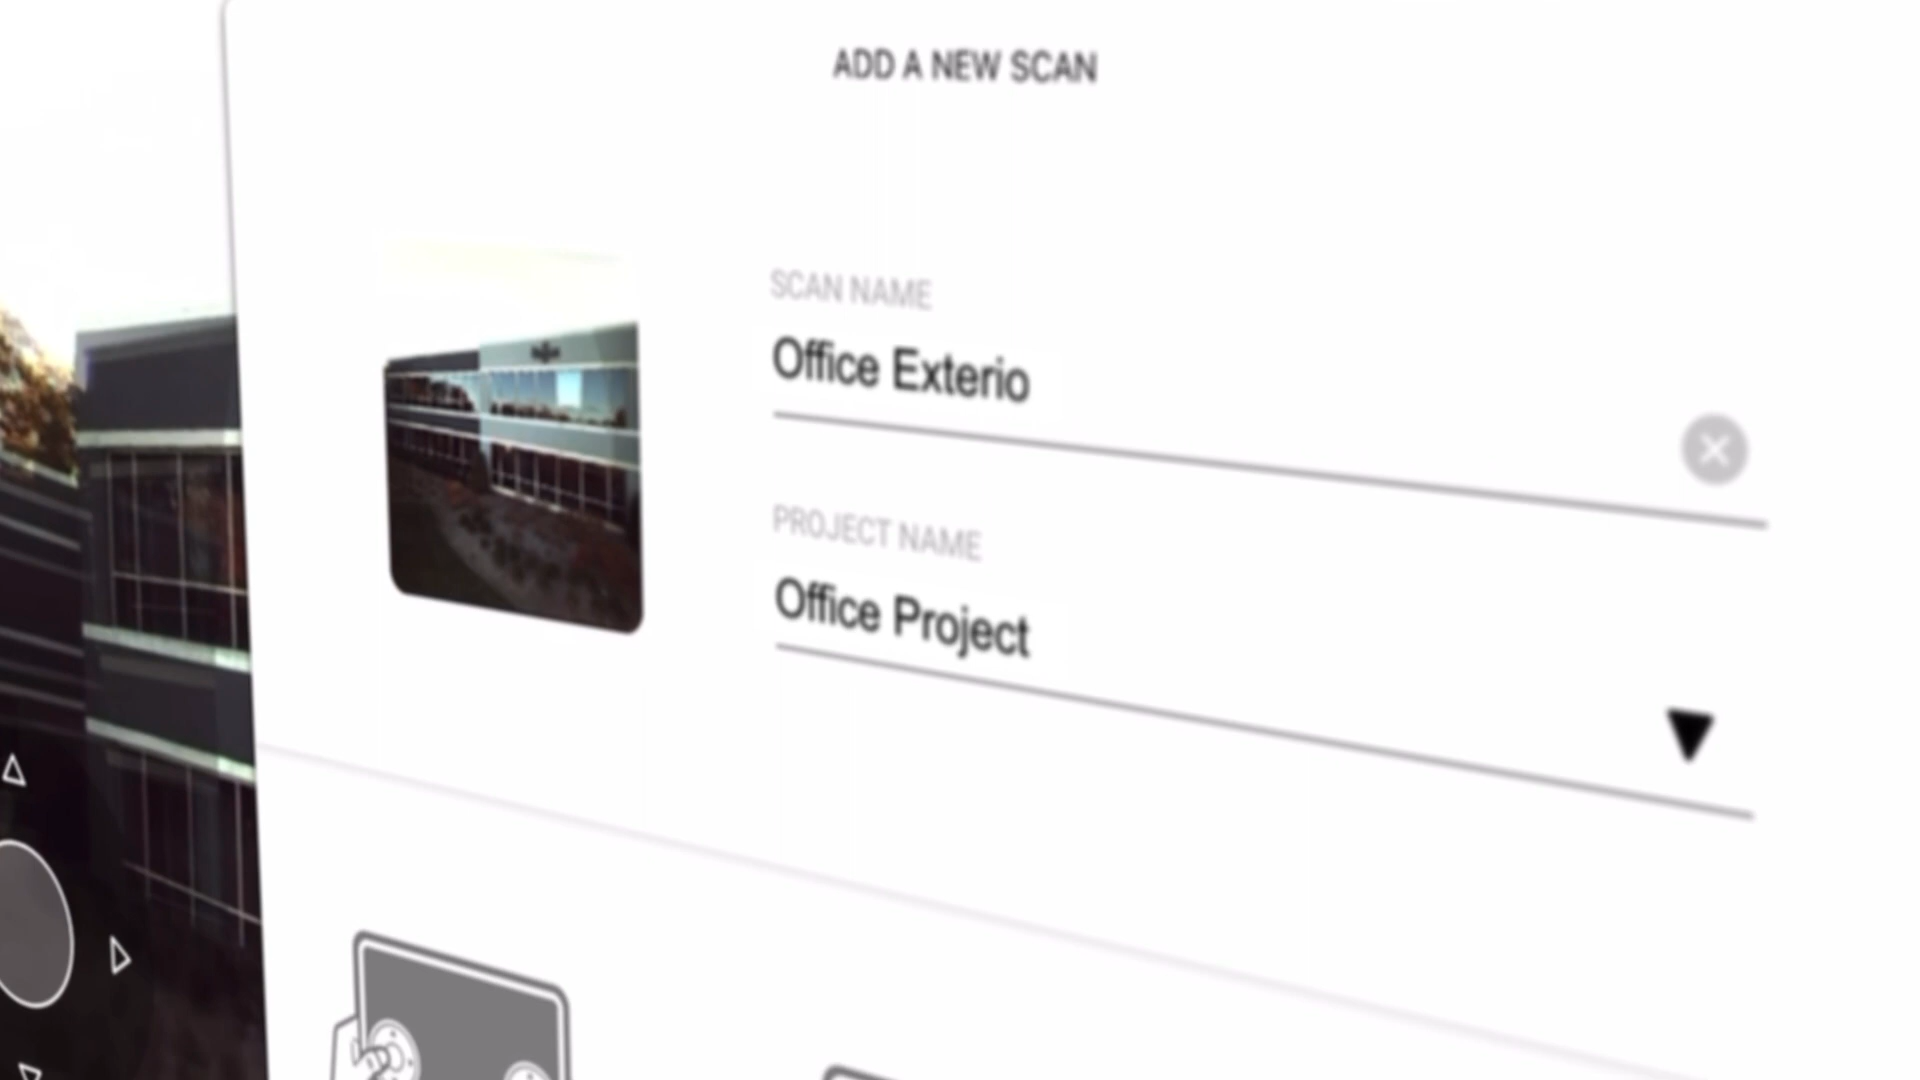 ADD A NEW SCAN
SCAN NAME
Office Exterio
PROJECT NAME
Office Project